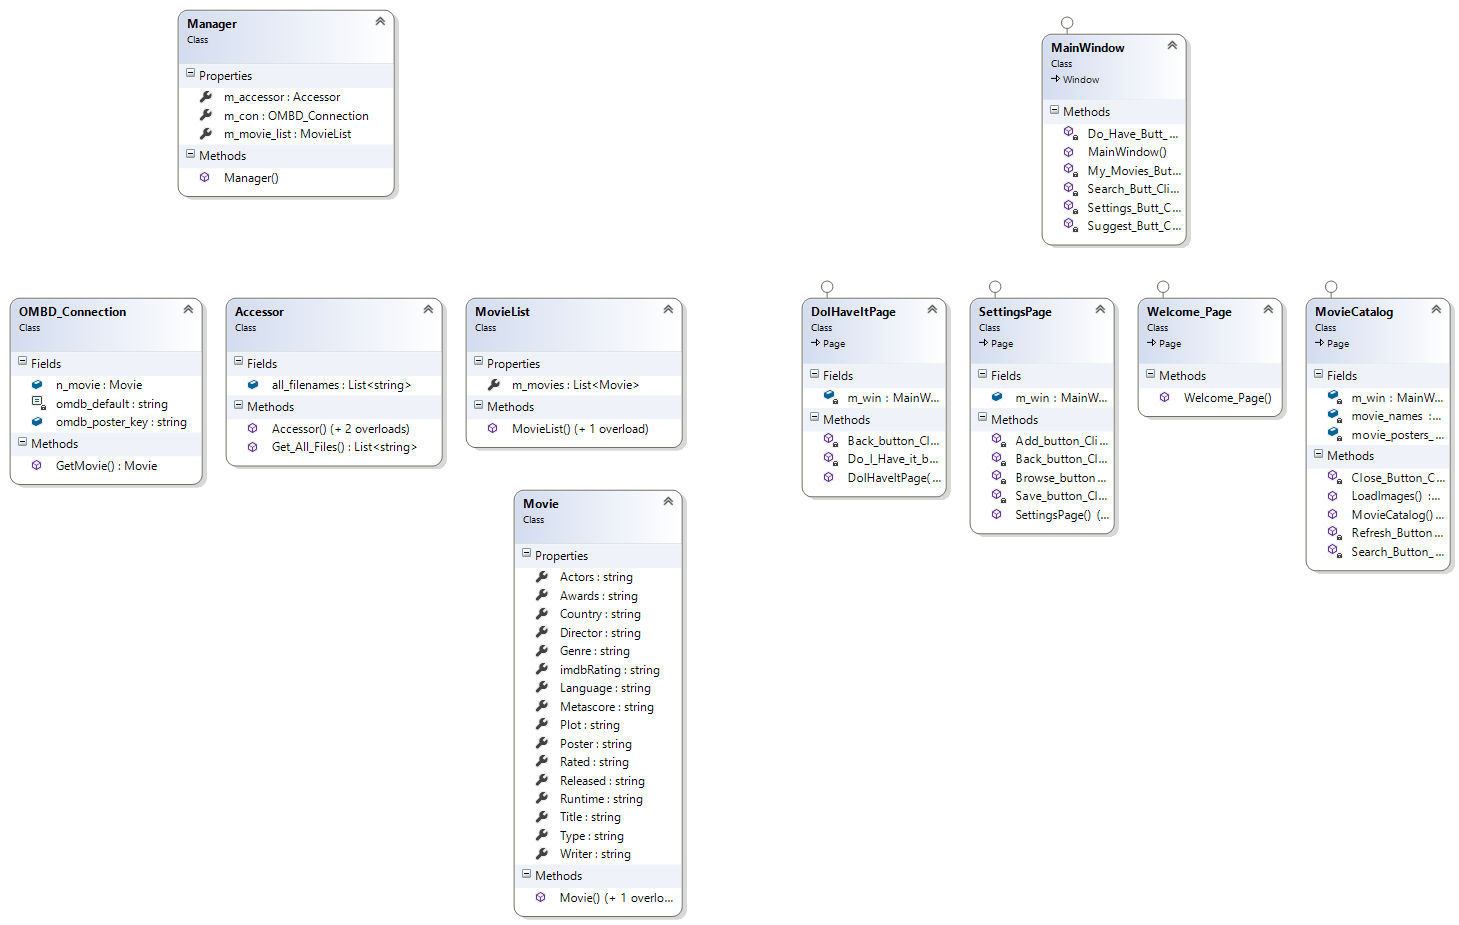 Manager
Class
Properties
m_accessor : Accessor
m_con : OMBD_Connection
m_movie_list : MovieList
Methods
Manager()
MainWindow
Class
Window
Methods
Do_Have_Butt_...
MainWindow()
My_Movies_But...
Search_Butt_Cli...
Settings_Butt_C...
Suggest_Butt_C...
OMBD_Connection
Class
Fields
n_movie : Movie
omdb_default : string
omdb_poster_key : string
Methods
GetMovie() : Movie
Accessor
Class
Fields
all_filenames : List<string>
Methods
Accessor() (+ 2 overloads)
Get_All_Files() : List<string>
MovieList
Class
Properties
m_movies : List<Movie>
Methods
MovieList() (+ 1 overload)
Movie
Class
Properties
Actors : string
Awards : string
Country : string
Director : string
Genre : string
imdbRating : string
Language : string
Metascore : string
Plot : string
Poster : string
Rated : string
Released : string
Runtime : string
Title : string
Type : string
Writer : string
Methods
Movie() (+ 1 overlo...
DoIHaveItPage
Class
Page
Fields
m_win : MainW...
Methods
Back_button_Cl...
Do_I_Have_it_b...
DoIHaveItPage(...
SettingsPage
Class
Page
Fields
m_win : MainW...
Methods
Add_button_Cli...
Back_button_Cl...
Browse_button...
Save_button_Cl...
SettingsPage() (...
Welcome_Page
Class
Page
Methods
Welcome_Page()
MovieCatalog
Class
Page
Fields
m_win : MainW...
movie_names :...
movie_posters_...
Methods
Close_Button_C...
LoadImages() :...
MovieCatalog()...
Refresh_Button...
Search_Button_...